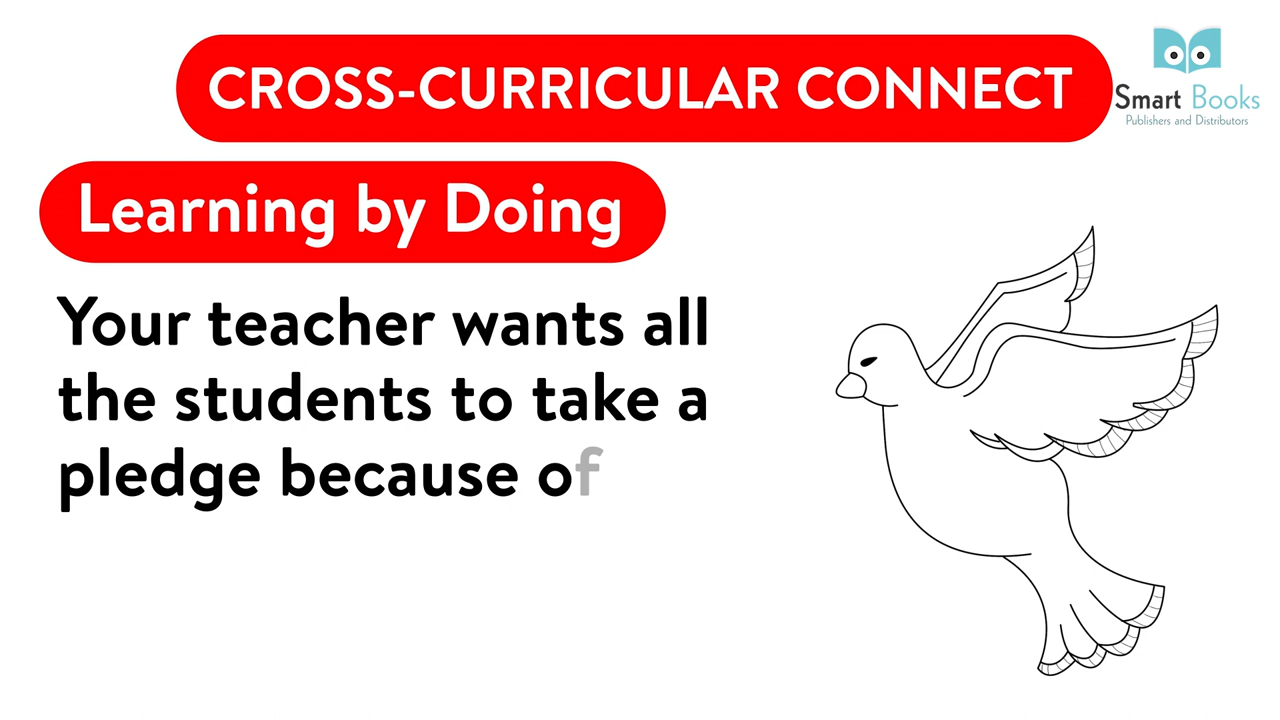 CROSS-CURRICULAR CONNECT
Smart Books
Publishers and Distributors
Learning by Doing
Your teacher wants all
the students to take a
pledge because of